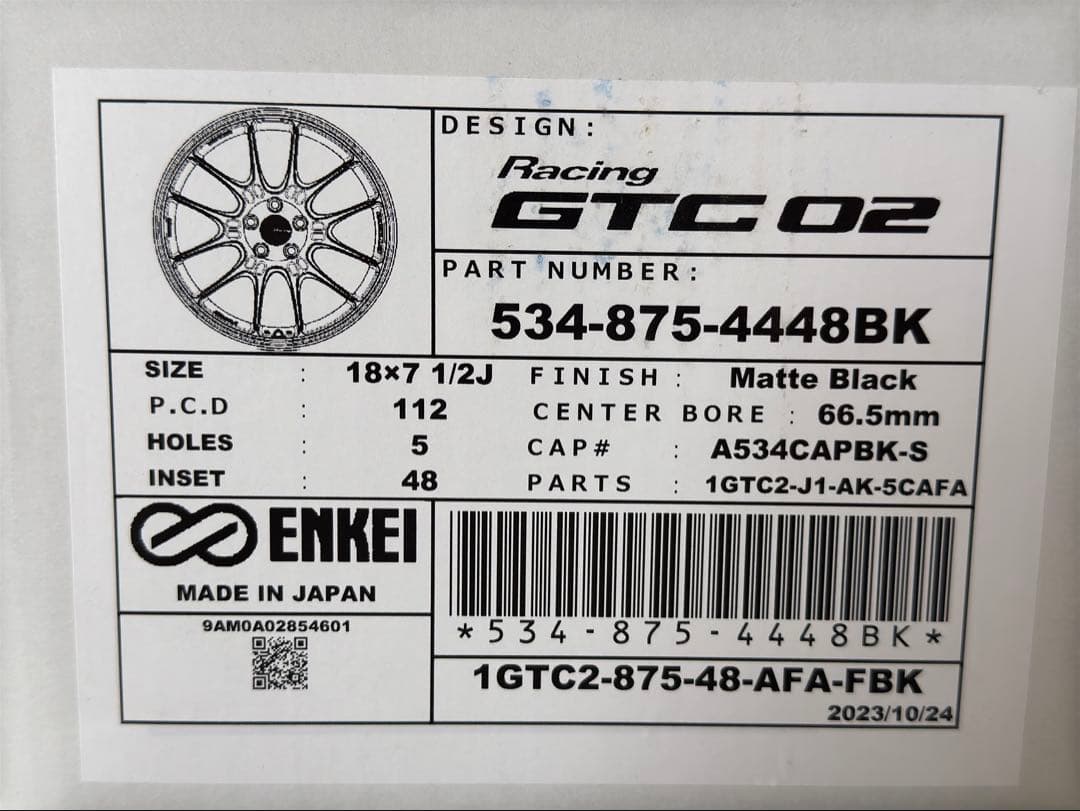 DESIGN:
Racing
GTC 02
PART NUMBER:
534-875-4448BK
SIZE : 18×7 1/2J FINISH : Matte Black
P.C.D : 112 CENTER BORE : 66.5mm
HOLES : 5 CAP# : A534CAPBK-S
INSET : 48 PARTS : 1GTC2-J1-AK-5CAFA
ENKEI
MADE IN JAPAN
9AM0A02854601
*534-875-4448BK*
1GTC2-875-48-AFA-FBK
2023/10/24